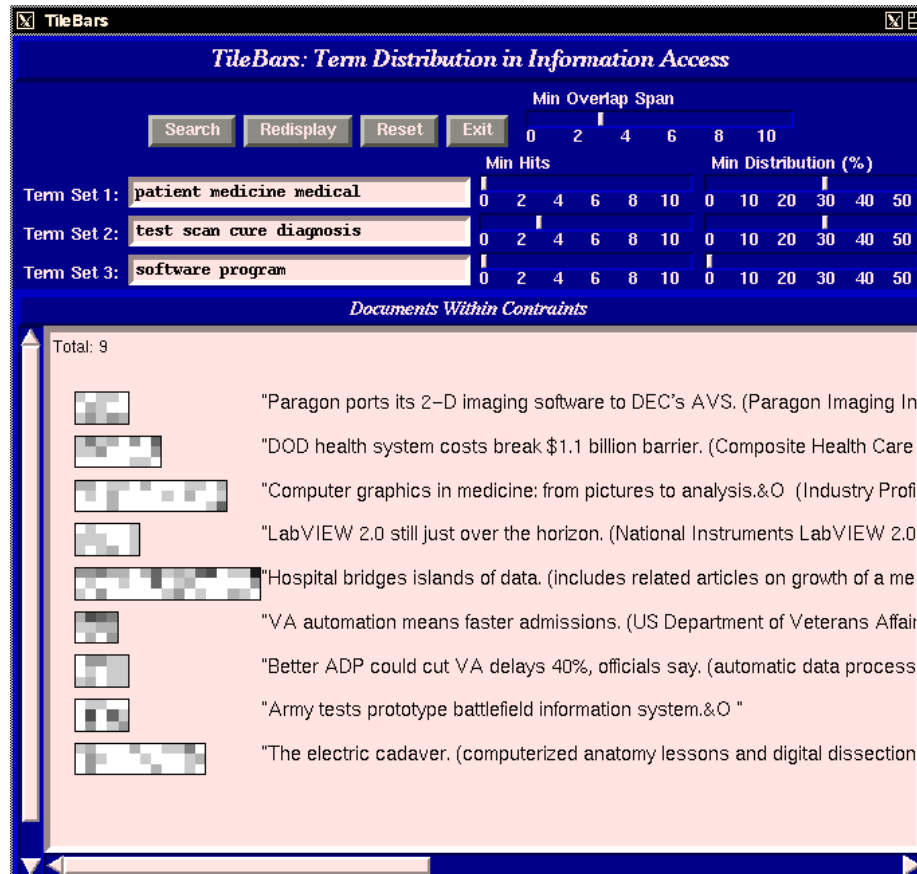 TileBars
TileBars: Term Distribution in Information Access
Min Overlap Span
Search Redisplay Reset Exit
0 2 4 6 8 10
Min Hits Min Distribution (%)
Term Set 1: patient medicine medical
0 2 4 6 8 10 0 10 20 30 40 50
Term Set 2: test scan cure diagnosis
0 2 4 6 8 10 0 10 20 30 40 50
Term Set 3: software program
0 2 4 6 8 10 0 10 20 30 40 50
Documents Within Contraints
Total: 9
"Paragon ports its 2-D imaging software to DEC's AVS. (Paragon Imaging In
"DOD health system costs break $1.1 billion barrier. (Composite Health Care
"Computer graphics in medicine: from pictures to analysis.&O (Industry Profi
"LabVIEW 2.0 still just over the horizon. (National Instruments LabVIEW 2.0
"Hospital bridges islands of data. (includes related articles on growth of a me
"VA automation means faster admissions. (US Department of Veterans Affair
"Better ADP could cut VA delays 40%, officials say. (automatic data process
"Army tests prototype battlefield information system.&O "
"The electric cadaver. (computerized anatomy lessons and digital dissection